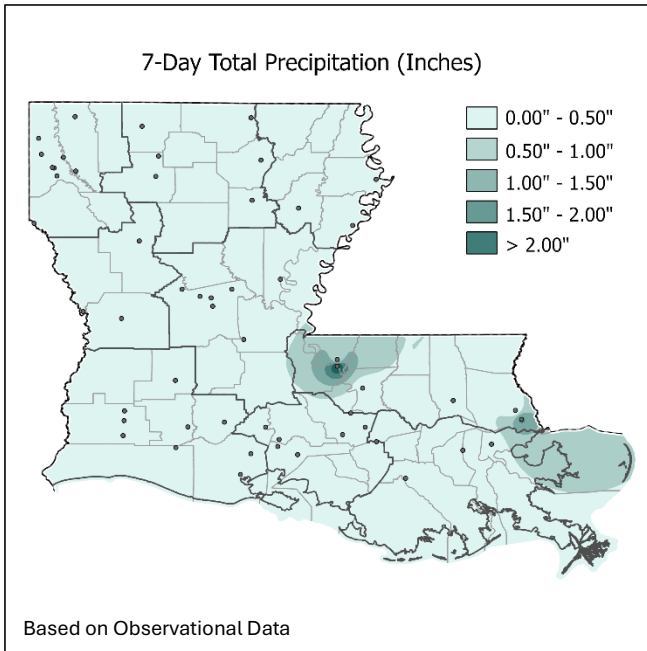 7-Day Total Precipitation (Inches)
0.00" - 0.50"
0.50" - 1.00"
1.00" - 1.50"
1.50" - 2.00"
> 2.00"
Based on Observational Data